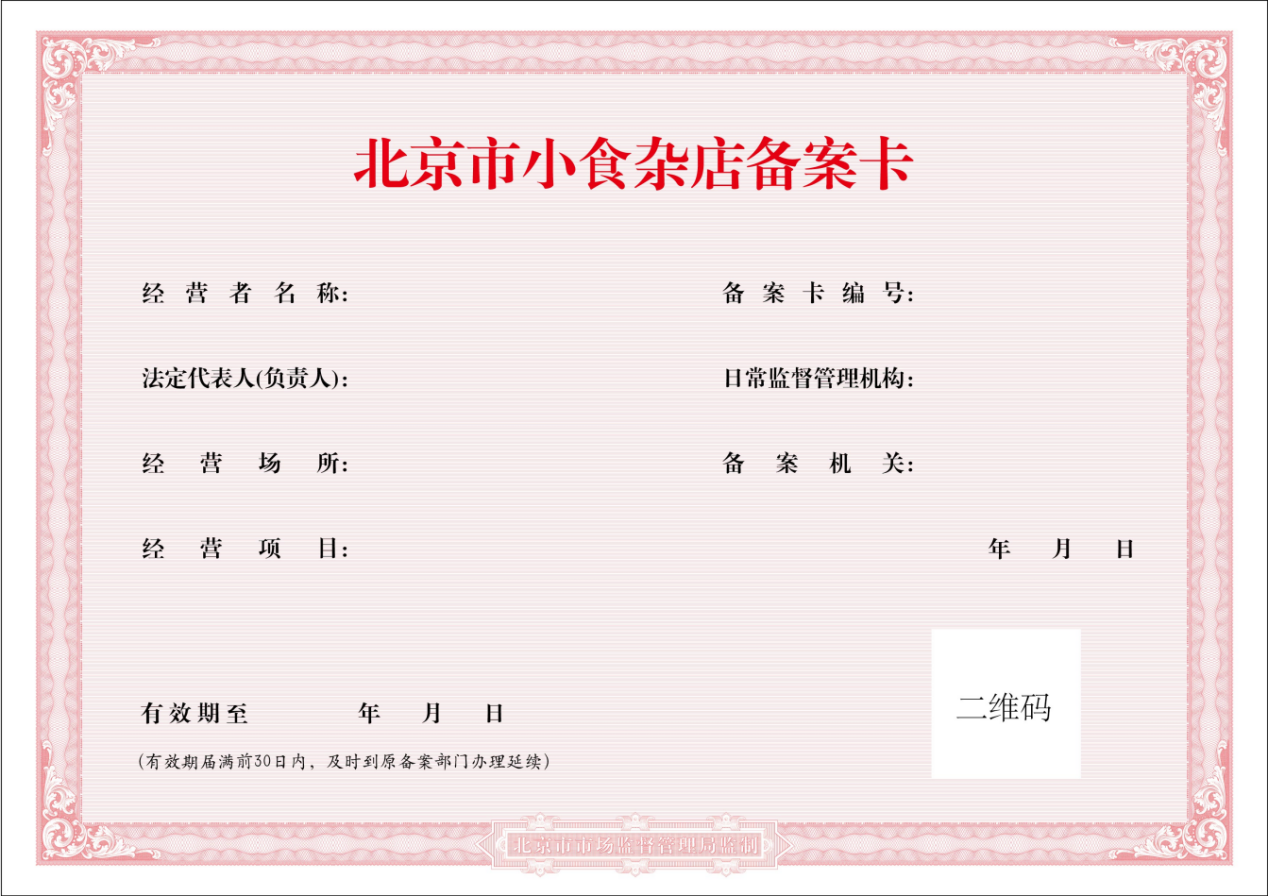 北京市小食杂店备案卡
经营者名称:
备案卡编号:
法定代表人(负责人):
日常监督管理机构:
经营场所:
备案机关:
经营项目:
年 月 日
有效期至 年 月 日
二维码
(有效期届满前30日内，及时到原备案部门办理延续)
北京市市场监督管理局监制